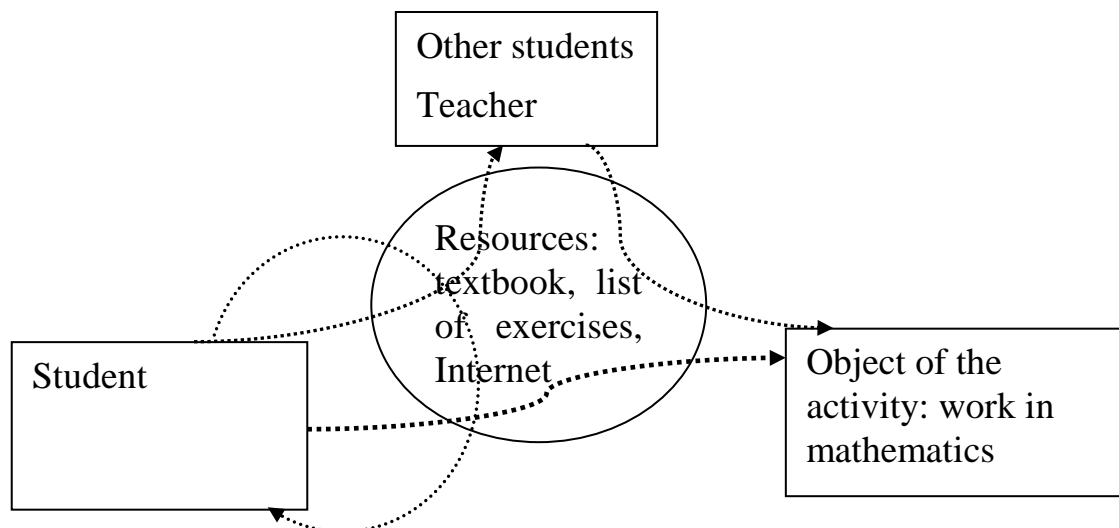 Other students
Teacher
Resources:
textbook, list
of exercises,
Internet
Student
Object of the
activity: work in
mathematics